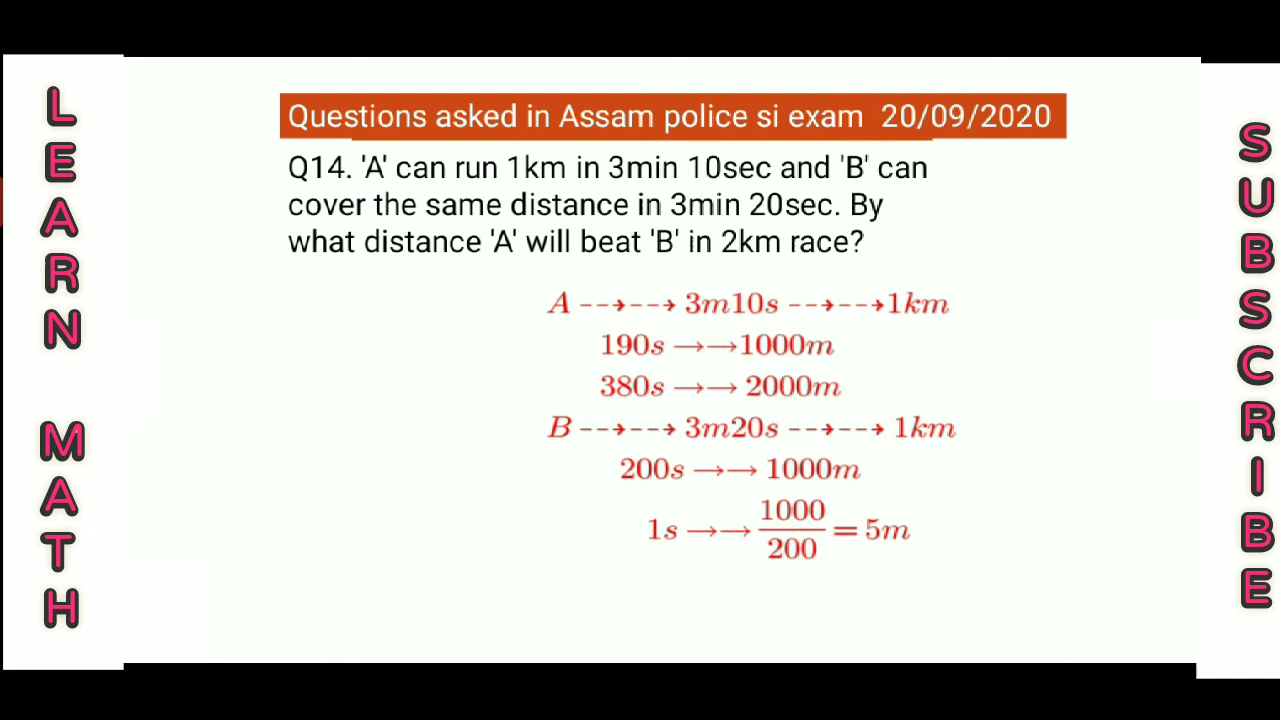 LEARN MATH
Questions asked in Assam police si exam 20/09/2020
Q14. 'A' can run 1km in 3min 10sec and 'B' can
cover the same distance in 3min 20sec. By
what distance 'A' will beat 'B' in 2km race?
A --→--→ 3m10s --→--→1km
190s →→1000m
380s →→ 2000m
B --→--→ 3m20s --→--→ 1km
200s →→ 1000m
1s →→ 1000/200 = 5m
SUBSCRIBE